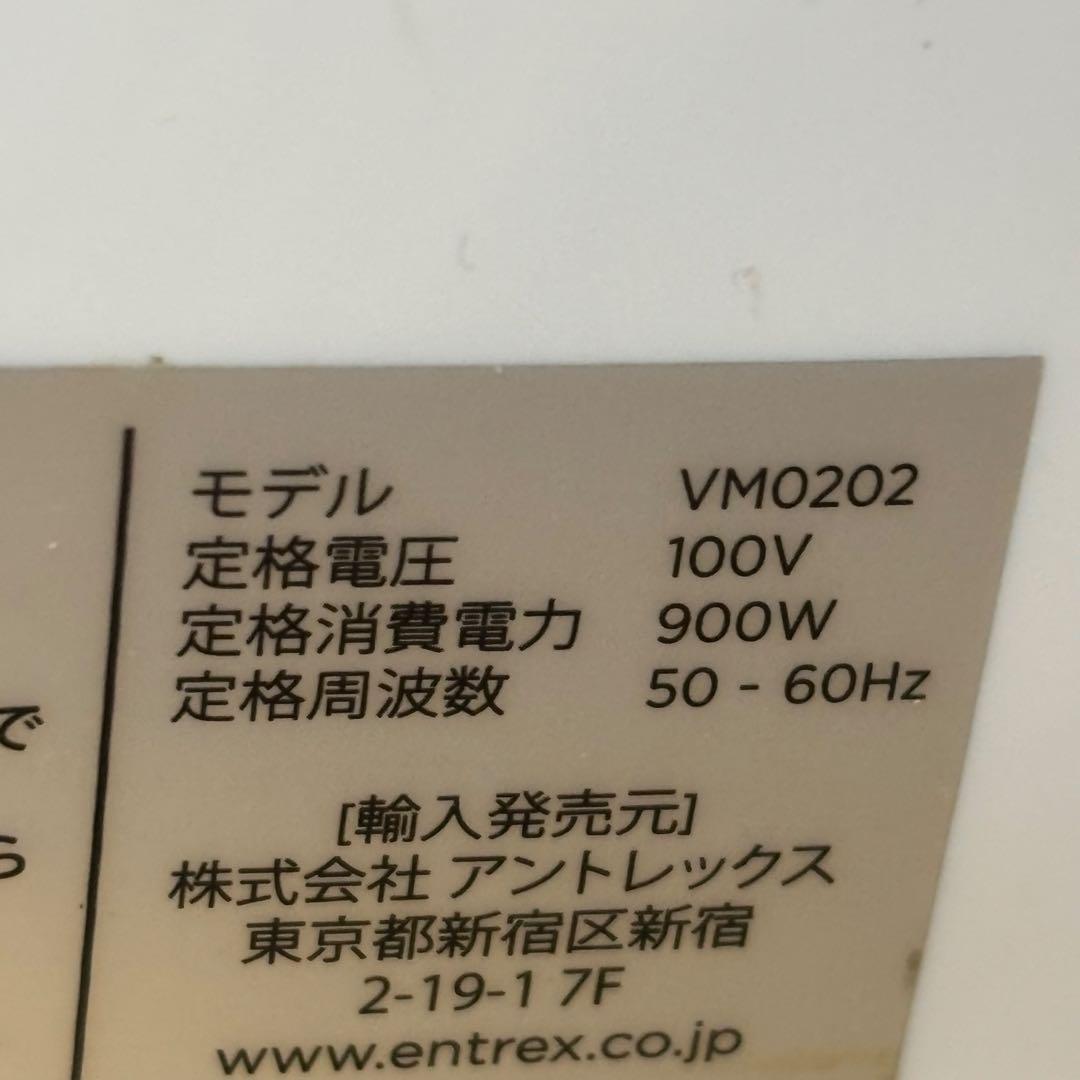 モデル VM0202
定格電圧 100V
定格消費電力 900W
定格周波数 50 - 60Hz
で
ら
[輸入発売元]
株式会社 アントレックス
東京都新宿区新宿
2-19-1 7F
www.entrex.co.jp